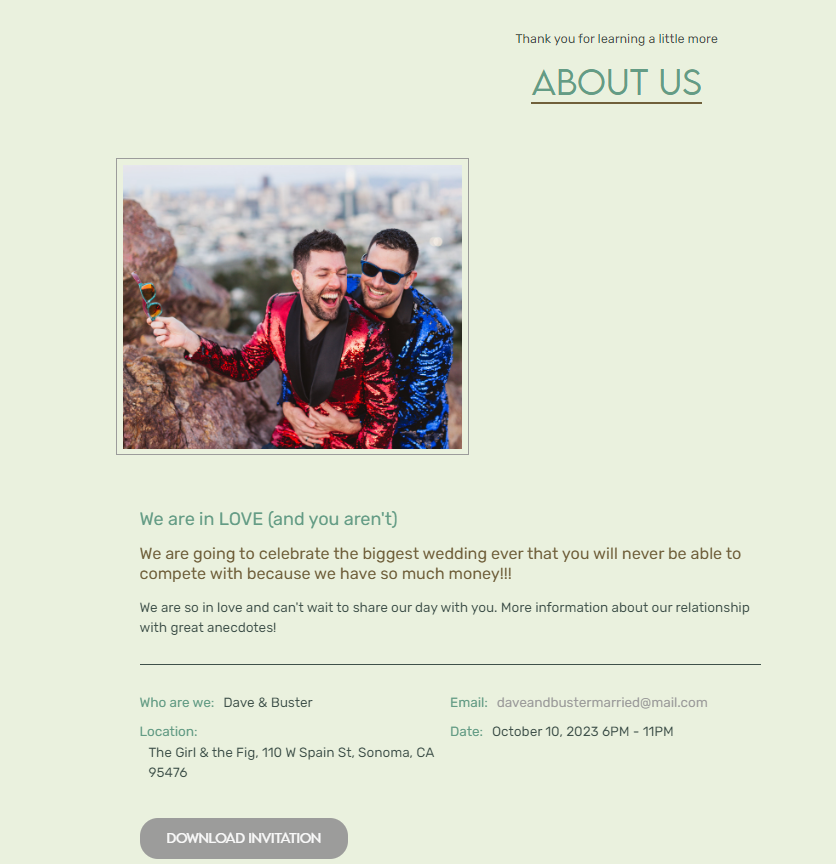 Thank you for learning a little more
ABOUT US
We are in LOVE (and you aren't)
We are going to celebrate the biggest wedding ever that you will never be able to
compete with because we have so much money!!!
We are so in love and can't wait to share our day with you. More information about our relationship
with great anecdotes!
Who are we: Dave & Buster
Email: daveandbustermarried@mail.com
Location:
Date: October 10, 2023 6PM - 11PM
The Girl & the Fig, 110 W Spain St, Sonoma, CA
95476
DOWNLOAD INVITATION